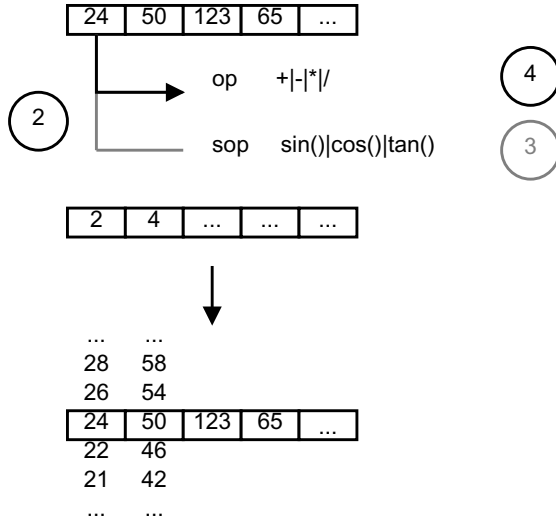 24 50 123 65 ...
op +|-|*|/ 4
2
sop sin()|cos()|tan() 3
2 4 ... ... ...
... ...
28 58
26 54
24 50 123 65 ...
22 46
21 42
... ...